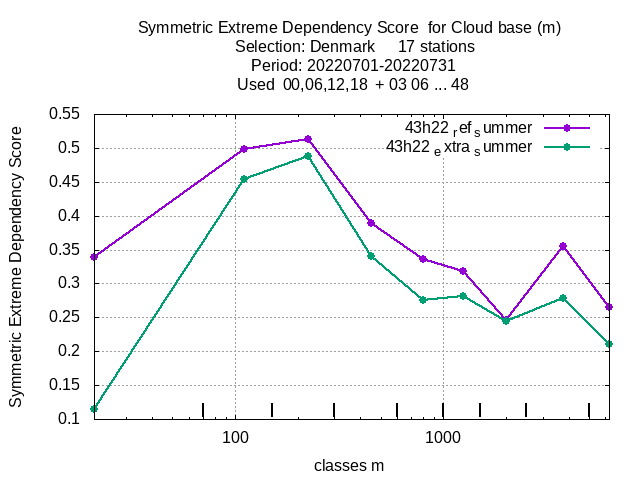 Symmetric Extreme Dependency Score  for Cloud base (m)
Selection: Denmark     17 stations
Period: 20220701-20220731
Used  00,06,12,18  + 03 06 ... 48
43h22 ref summer
43h22 extra summer
Symmetric Extreme Dependency Score
0.55
0.5
0.45
0.4
0.35
0.3
0.25
0.2
0.15
0.1
100 1000
classes m